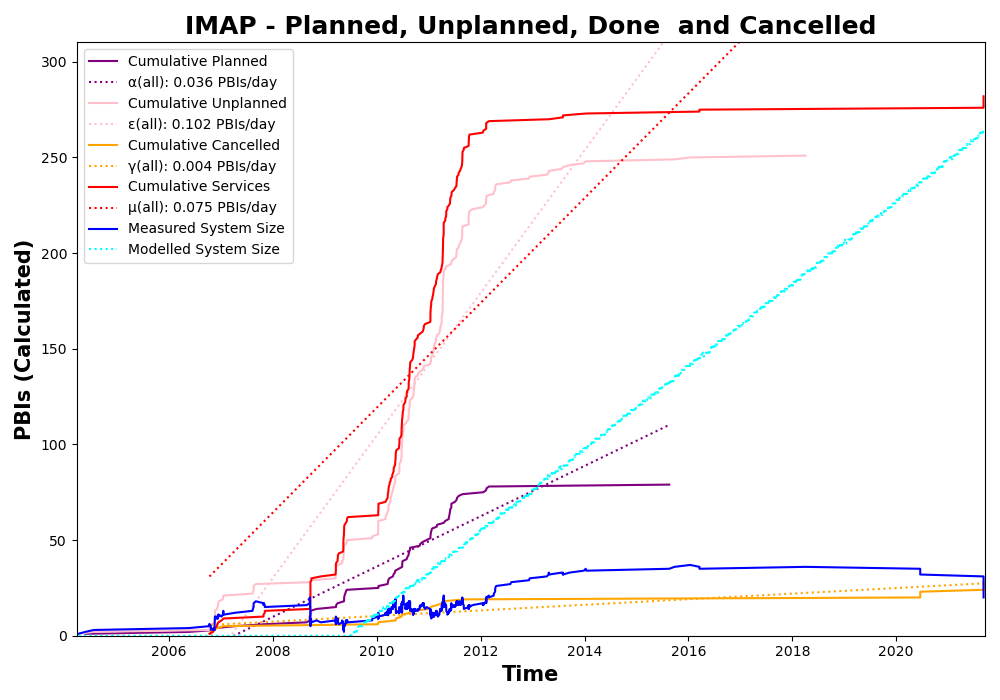 IMAP - Planned, Unplanned, Done  and Cancelled
Cumulative Planned
α(all): 0.036 PBIs/day
Cumulative Unplanned
ε(all): 0.102 PBIs/day
Cumulative Cancelled
γ(all): 0.004 PBIs/day
Cumulative Services
μ(all): 0.075 PBIs/day
Measured System Size
Modelled System Size
PBIs (Calculated)
300
250
200
150
100
50
0
2006 2008 2010 2012 2014 2016 2018 2020
Time